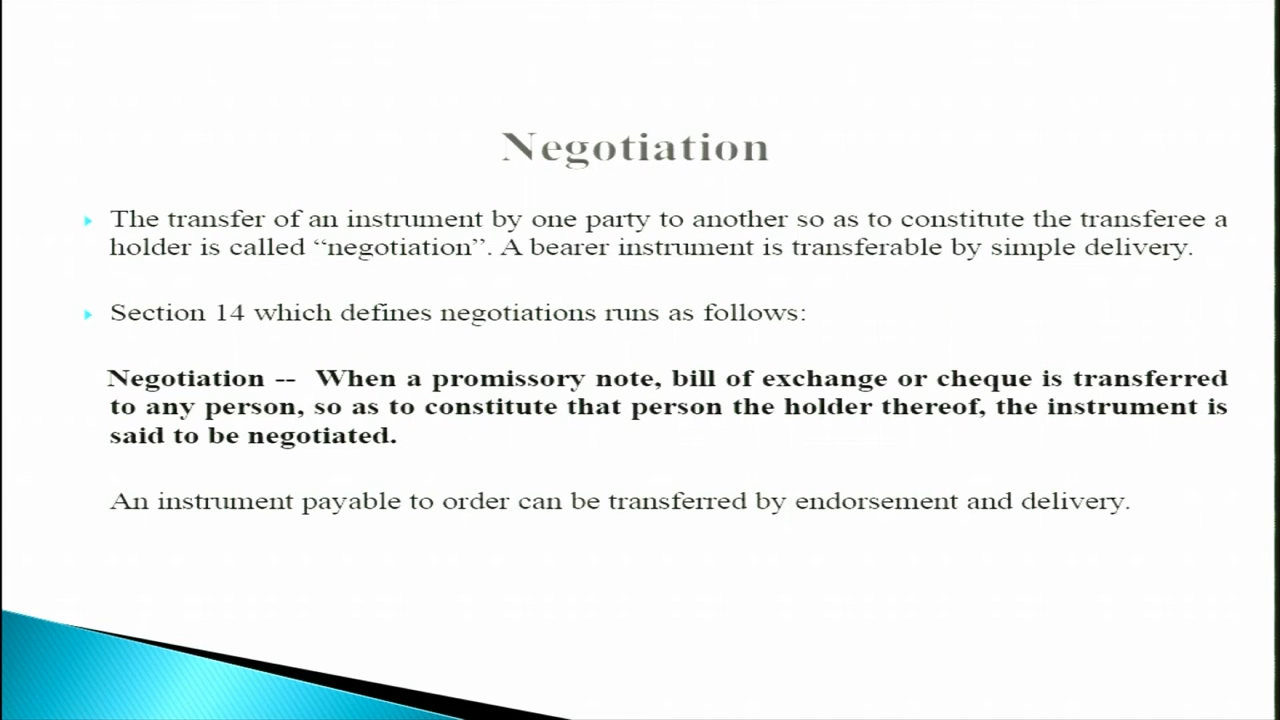 Negotiation
The transfer of an instrument by one party to another so as to constitute the transferee a
holder is called “negotiation”. A bearer instrument is transferable by simple delivery.
Section 14 which defines negotiations runs as follows:
Negotiation -- When a promissory note, bill of exchange or cheque is transferred
to any person, so as to constitute that person the holder thereof, the instrument is
said to be negotiated.
An instrument payable to order can be transferred by endorsement and delivery.